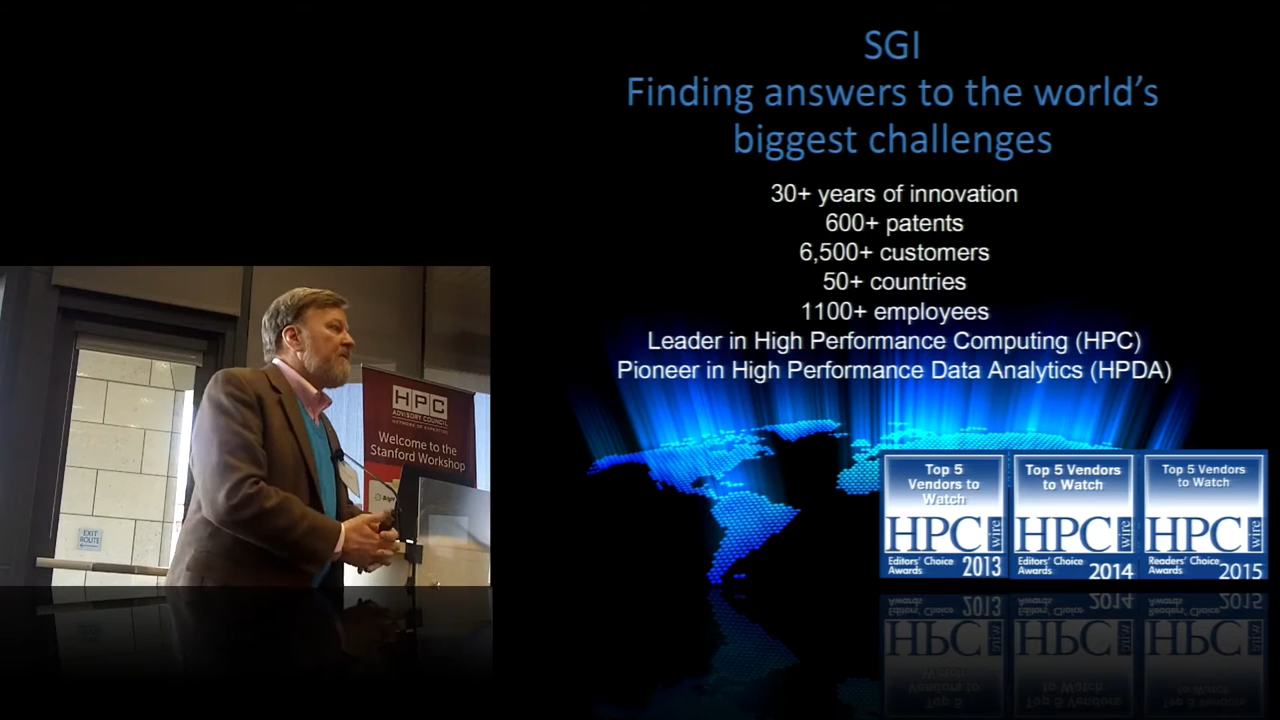 SGI
Finding answers to the world's
biggest challenges
30+ years of innovation
600+ patents
6,500+ customers
50+ countries
1100+ employees
Leader in High Performance Computing (HPC)
Pioneer in High Performance Data Analytics (HPDA)
Top 5
Vendors to
Watch
HPC wire
Editors' Choice
Awards 2013
Top 5 Vendors
to Watch
HPC wire
Editors' Choice
Awards 2014
Top 5 Vendors
to Watch
HPC wire
Readers' Choice
Awards 2015
HPC
ADVISORY COUNCIL
NETWORK OF EXPERTISE
Welcome to the
Stanford Workshop
Bright
EXIT
ROUTE